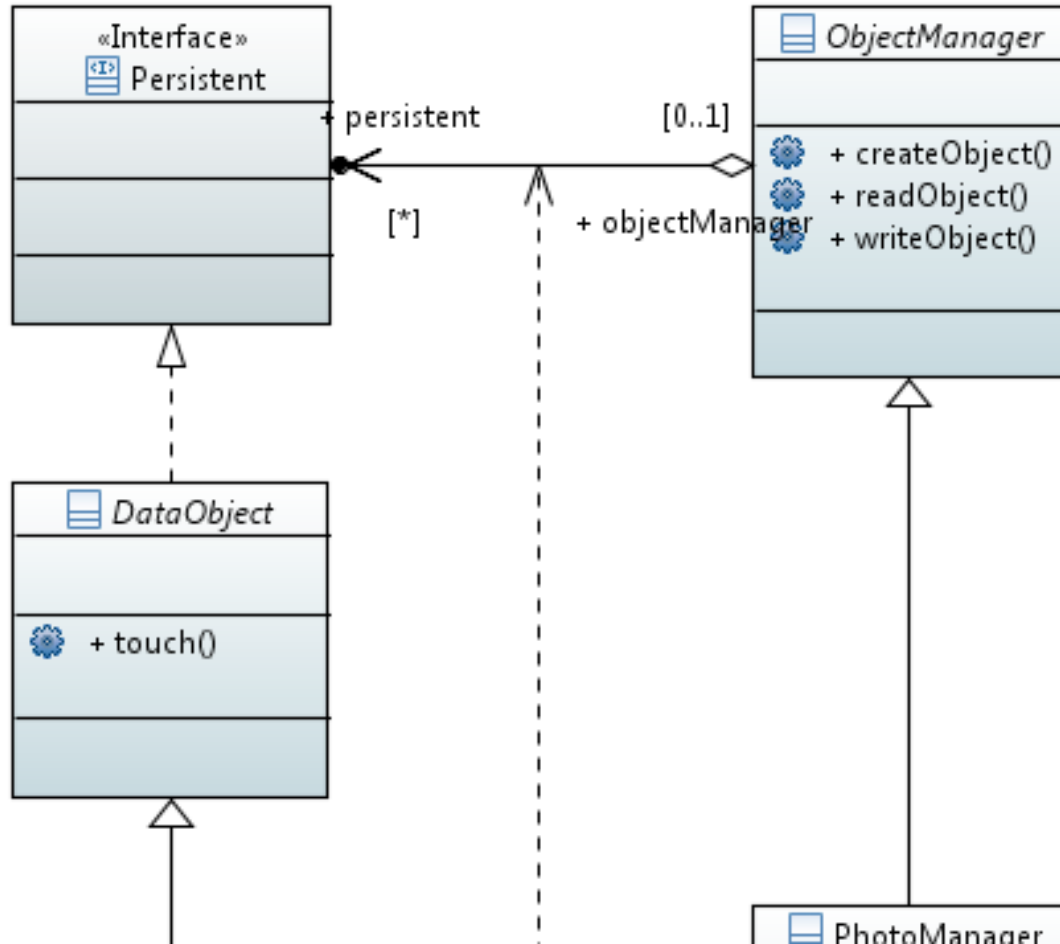 «Interface»
<I>
Persistent
+ persistent
[0..1]
[*]
+ objectManager
ObjectManager
+ createObject()
+ readObject()
+ writeObject()
DataObject
+ touch()
PhotoManager